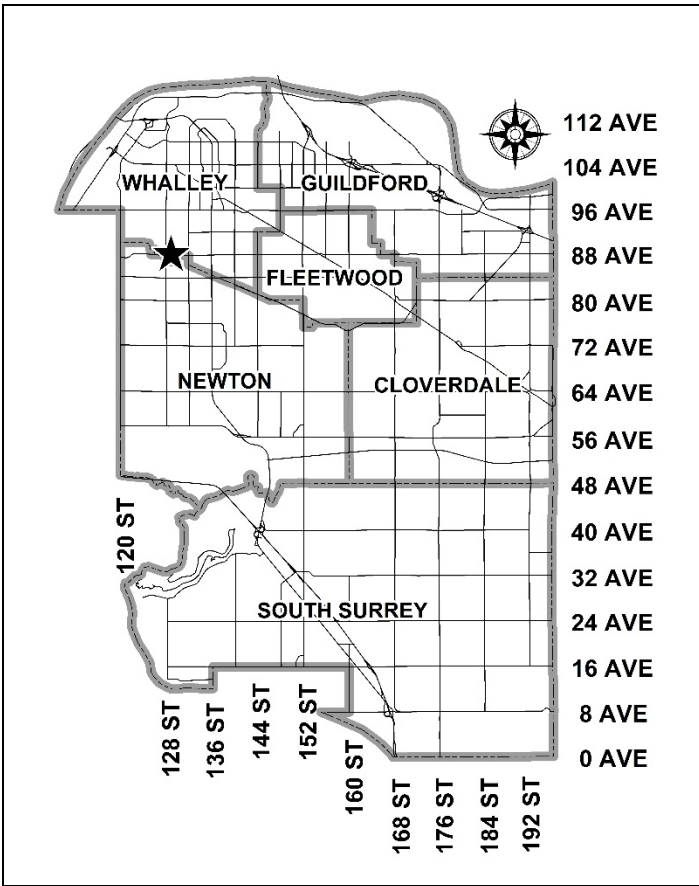 112 AVE
104 AVE
WHALLEY
GUILDFORD
96 AVE
88 AVE
FLEETWOOD
80 AVE
72 AVE
NEWTON
CLOVERDALE
64 AVE
56 AVE
48 AVE
120 ST
40 AVE
32 AVE
SOUTH SURREY
24 AVE
16 AVE
128 ST
136 ST
144 ST
152 ST
160 ST
8 AVE
0 AVE
168 ST
176 ST
184 ST
192 ST